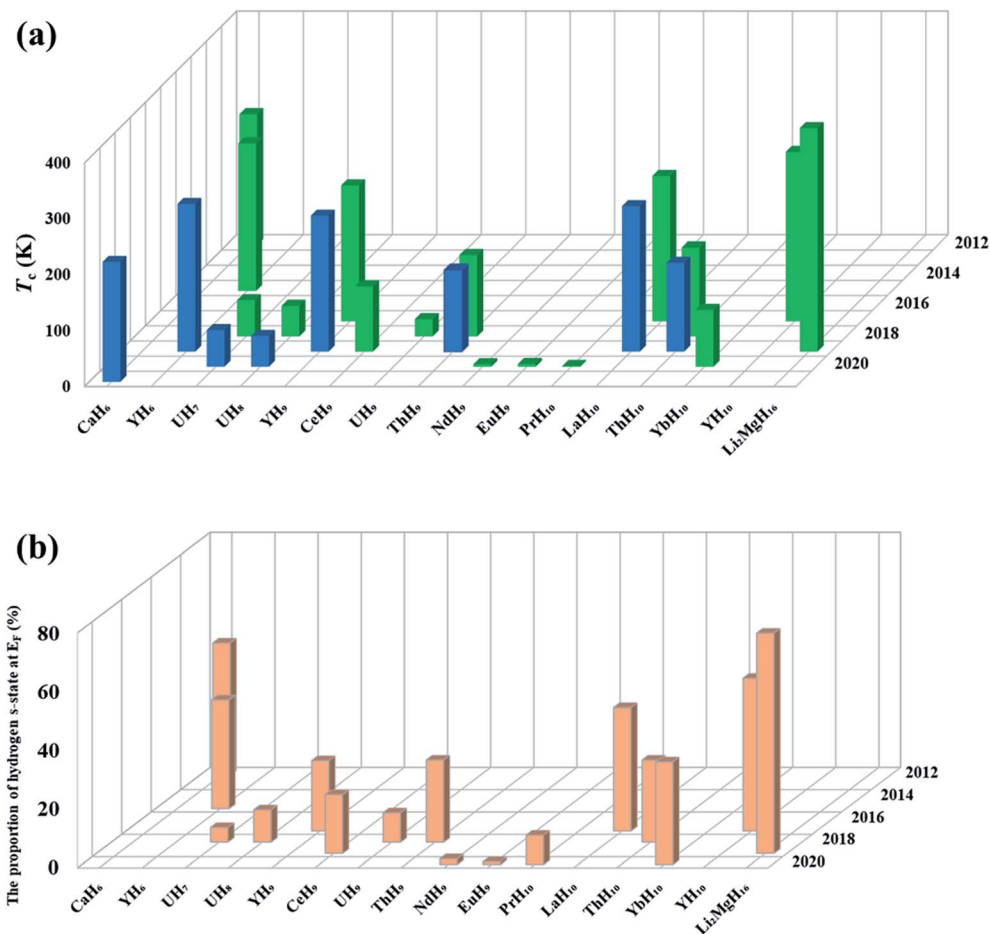 (a)
400
300
200
100
0
Tc (K)
2012
2014
2016
2018
2020
CaH₆
YH₆
UH₇
UH₈
YH₉
CeH₉
UH₉
ThH₉
NdH₉
EuH₉
PrH₁₀
LaH₁₀
ThH₁₀
YbH₁₀
YH₁₀
Li₂MgH₁₆
(b)
The proportion of hydrogen s-state at EF (%)
80
60
40
20
0
2012
2014
2016
2018
2020
CaH₆
YH₆
UH₇
UH₈
YH₉
CeH₉
UH₉
ThH₉
NdH₉
EuH₉
PrH₁₀
LaH₁₀
ThH₁₀
YbH₁₀
YH₁₀
Li₂MgH₁₆